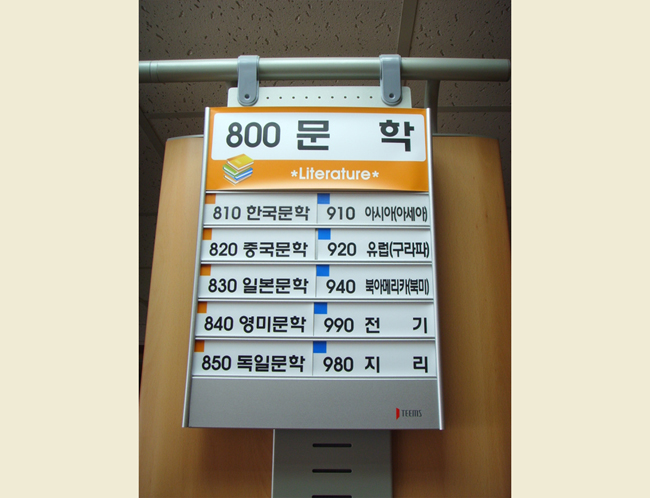 800 문 학
*Literature*
810 한국문학 910 아시아(아세아)
820 중국문학 920 유럽(구라파)
830 일본문학 940 북아메리카(북미)
840 영미문학 990 전 기
850 독일문학 980 지 리
TEEMS